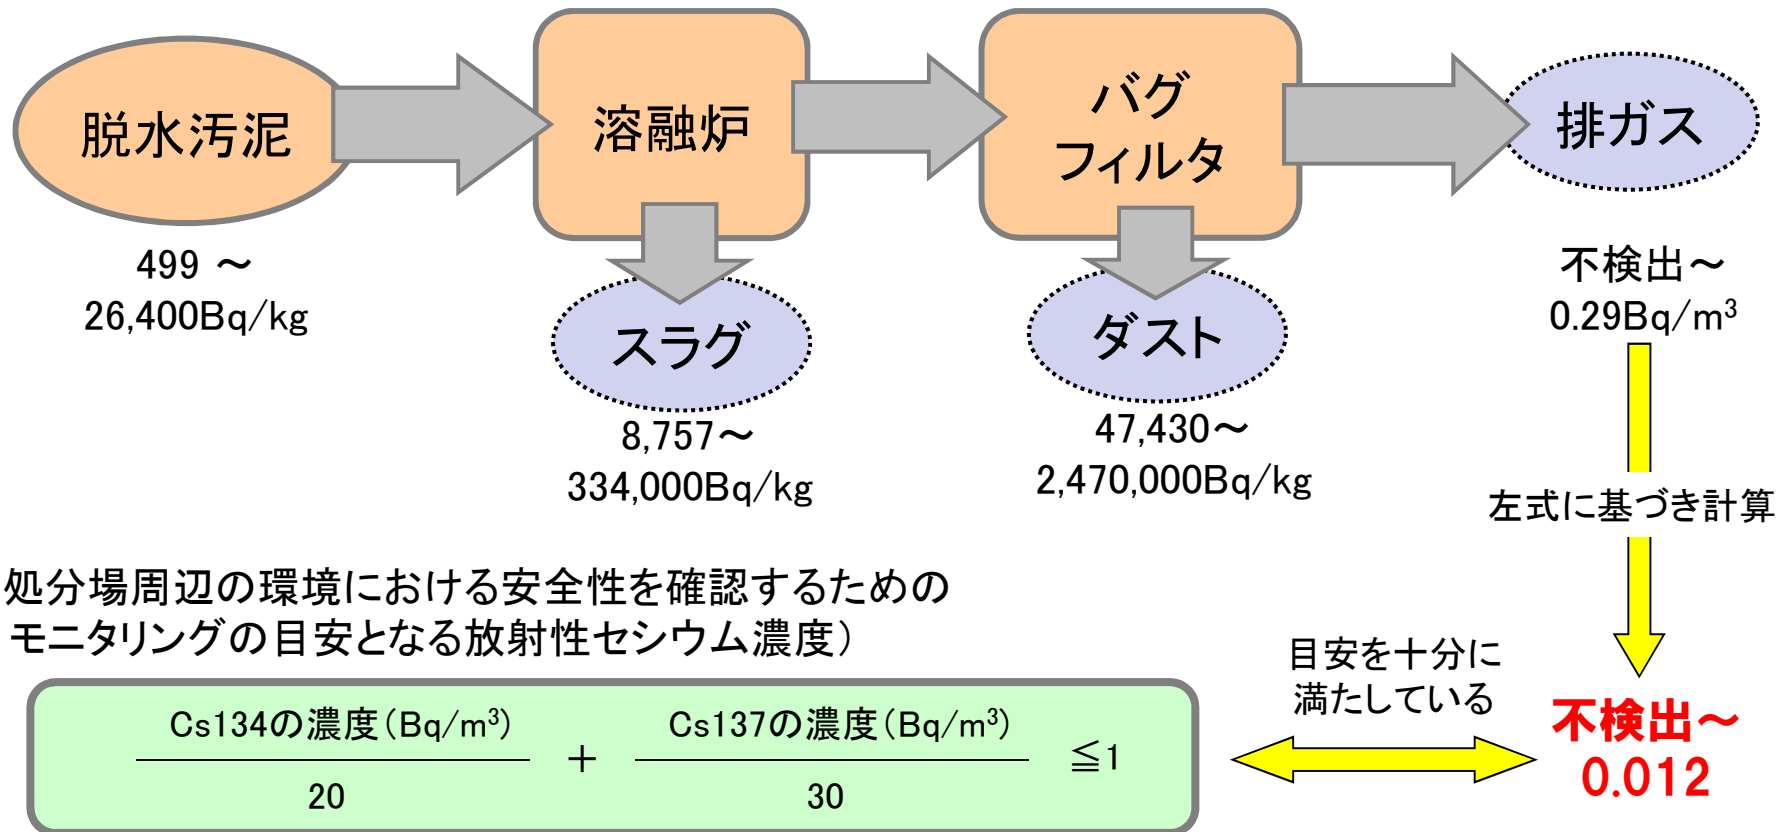 脱水汚泥
溶融炉
バグ
フィルタ
排ガス
499 ～
26,400Bq/kg
スラグ
8,757～
334,000Bq/kg
ダスト
47,430～
2,470,000Bq/kg
不検出～
0.29Bq/m³
左式に基づき計算
処分場周辺の環境における安全性を確認するための
モニタリングの目安となる放射性セシウム濃度）
Cs134の濃度（Bq/m³）
20
+
Cs137の濃度（Bq/m³）
30
≦1
目安を十分に
満たしている
不検出～
0.012